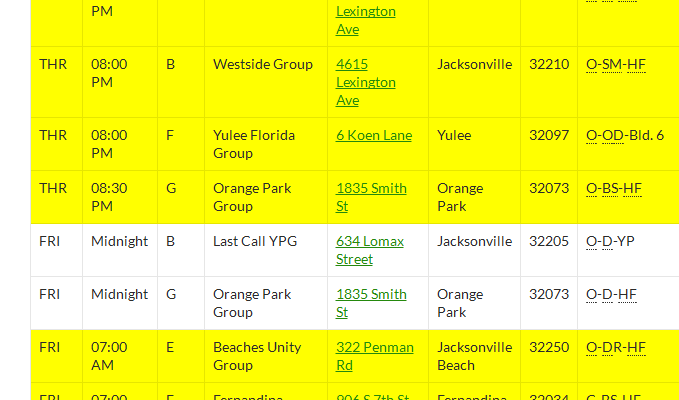 PM Lexington
Ave
THR 08:00 B Westside Group 4615 Jacksonville 32210 O-SM-HF
PM Lexington
Ave
THR 08:00 F Yulee Florida 6 Koen Lane Yulee 32097 O-OD-Bld. 6
PM Group
THR 08:30 G Orange Park 1835 Smith Orange 32073 O-BS-HF
PM Group St Park
FRI Midnight B Last Call YPG 634 Lomax Jacksonville 32205 O-D-YP
Street
FRI Midnight G Orange Park 1835 Smith Orange 32073 O-D-HF
Group St Park
FRI 07:00 E Beaches Unity 322 Penman Jacksonville 32250 O-DR-HF
AM Group Rd Beach
FRI 07:00 Fernandina 906 S 7th St Fernandina 32034